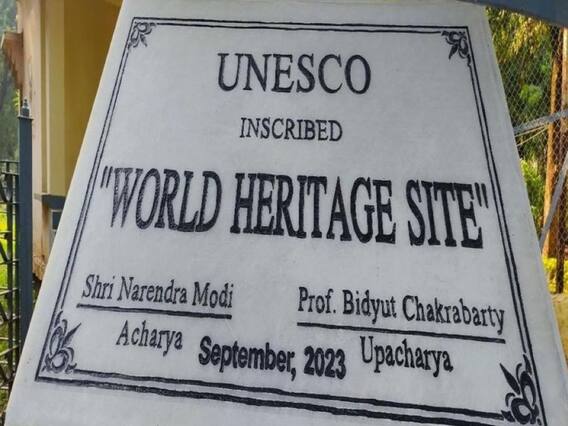 UNESCO
INSCRIBED
"WORLD HERITAGE SITE"
Shri Narendra Modi Prof. Bidyut Chakrabarty
Acharya Upacharya
September, 2023